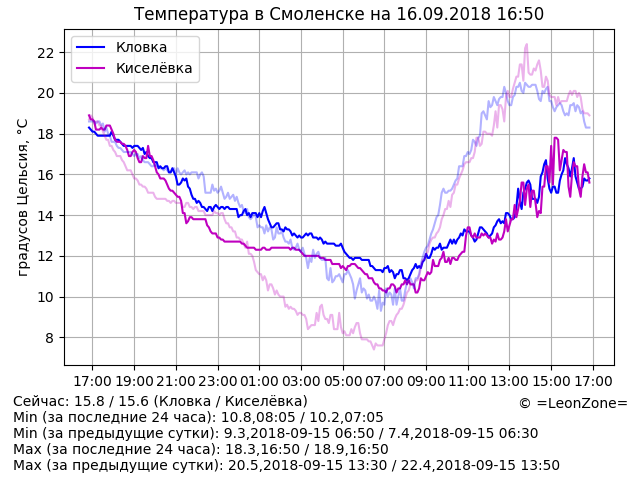 Температура в Смоленске на 16.09.2018 16:50
Кловка
Киселёвка
градусов Цельсия, °C
22
20
18
16
14
12
10
8
17:00 19:00 21:00 23:00 01:00 03:00 05:00 07:00 09:00 11:00 13:00 15:00 17:00
Сейчас: 15.8 / 15.6 (Кловка / Киселёвка)
© =LeonZone=
Min (за последние 24 часа): 10.8,08:05 / 10.2,07:05
Min (за предыдущие сутки): 9.3,2018-09-15 06:50 / 7.4,2018-09-15 06:30
Max (за последние 24 часа): 18.3,16:50 / 18.9,16:50
Max (за предыдущие сутки): 20.5,2018-09-15 13:30 / 22.4,2018-09-15 13:50